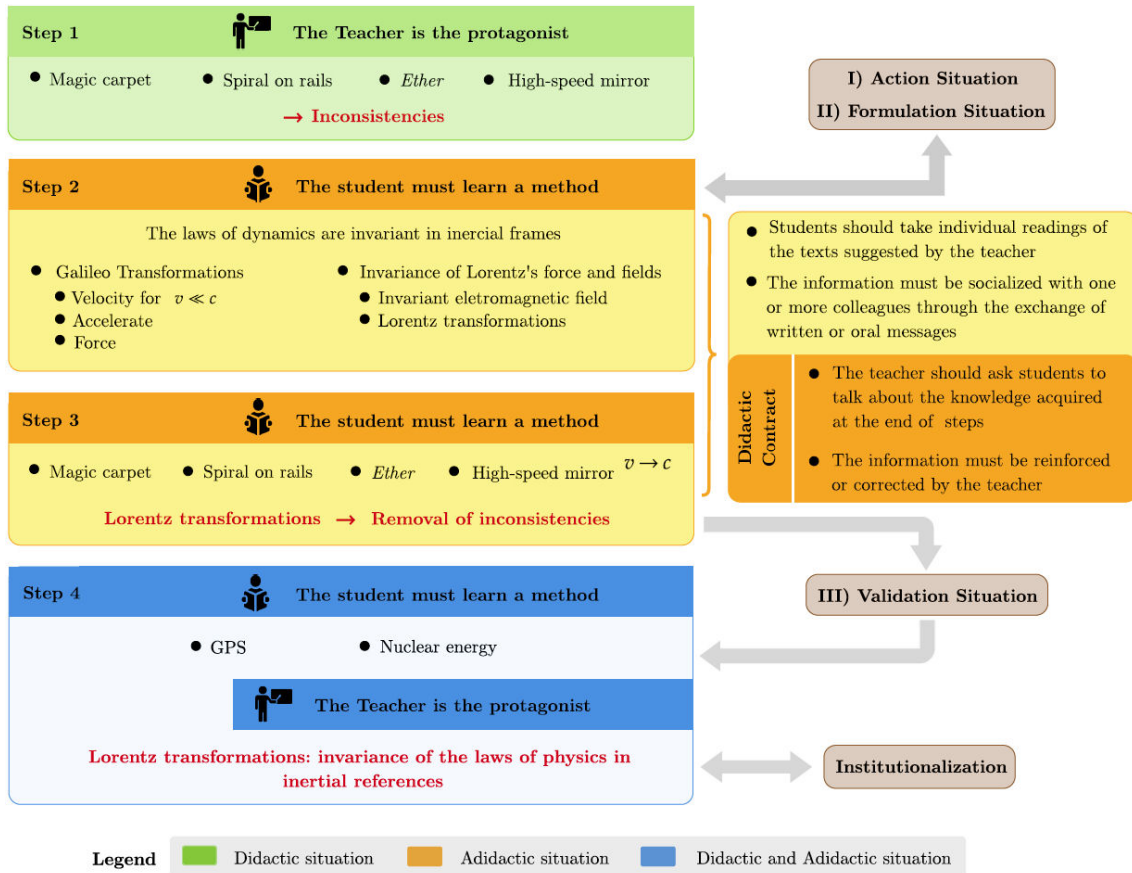 Step 1
The Teacher is the protagonist
● Magic carpet
● Spiral on rails
● Ether
● High-speed mirror
→ Inconsistencies
I) Action Situation
II) Formulation Situation
Step 2
The student must learn a method
The laws of dynamics are invariant in inercial frames
● Galileo Transformations
● Velocity for v ≪ c
● Accelerate
● Force
● Invariance of Lorentz's force and fields
● Invariant eletromagnetic field
● Lorentz transformations
● Students should take individual readings of
the texts suggested by the teacher
● The information must be socialized with one
or more colleagues through the exchange of
written or oral messages
Didactic
Contract
● The teacher should ask students to
talk about the knowledge acquired
at the end of steps
● The information must be reinforced
or corrected by the teacher
Step 3
The student must learn a method
● Magic carpet
● Spiral on rails
● Ether
● High-speed mirror v → c
Lorentz transformations → Removal of inconsistencies
III) Validation Situation
Step 4
The student must learn a method
● GPS
● Nuclear energy
The Teacher is the protagonist
Lorentz transformations: invariance of the laws of physics in
inertial references
Institutionalization
Legend
Didactic situation
Adidactic situation
Didactic and Adidactic situation